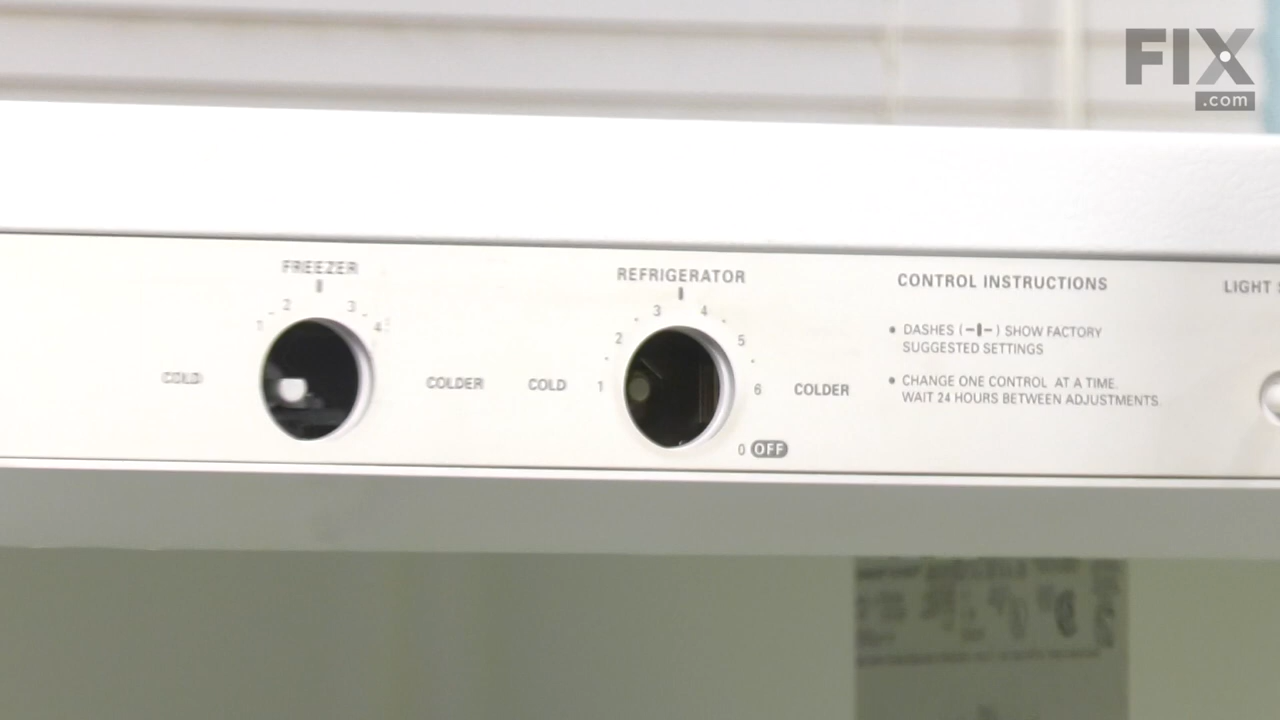 FIX
.com
FREEZER
1 2 3 4
COLD
COLDER
REFRIGERATOR
1 2 3 4 5 6
COLD
COLDER
0 OFF
CONTROL INSTRUCTIONS
• DASHES (-I-) SHOW FACTORY
SUGGESTED SETTINGS
• CHANGE ONE CONTROL AT A TIME.
WAIT 24 HOURS BETWEEN ADJUSTMENTS.
LIGHT